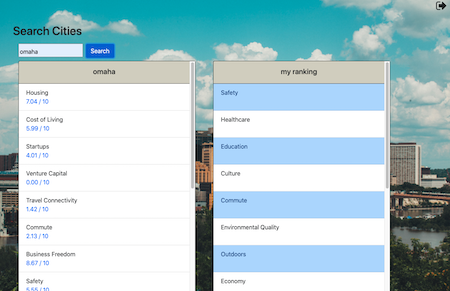 Search Cities
omaha
Search
omaha
Housing
7.04 / 10
Cost of Living
5.99 / 10
Startups
4.01 / 10
Venture Capital
0.00 / 10
Travel Connectivity
1.42 / 10
Commute
2.13 / 10
Business Freedom
8.67 / 10
Safety
5.55 / 10
my ranking
Safety
Healthcare
Education
Culture
Commute
Environmental Quality
Outdoors
Economy